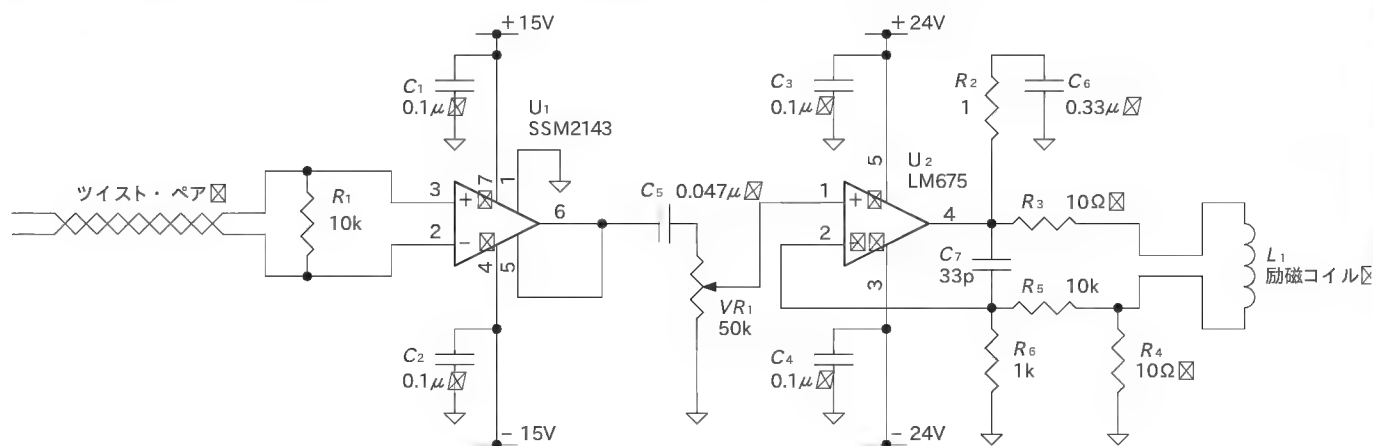 +15V
C1
0.1μ
U1
SSM2143
ツイスト・ペア
R1
10k
3
2
7
1
4
5
6
+
−
C2
0.1μ
−15V
C5 0.047μ
VR1
50k
+24V
C3
0.1μ
U2
LM675
1
2
5
3
4
+
C4
0.1μ
−24V
R2
1
C6
0.33μ
R3 10Ω
C7
33p
R5 10k
R6
1k
R4
10Ω
L1
励磁コイル